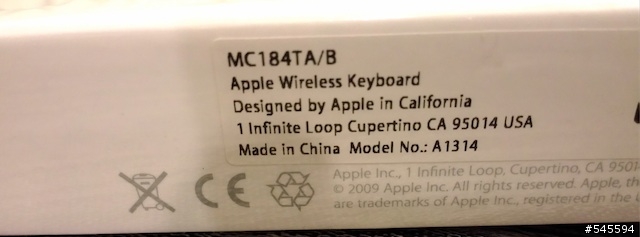 MC184TA/B
Apple Wireless Keyboard
Designed by Apple in California
1 Infinite Loop Cupertino CA 95014 USA
Made in China Model No.: A1314
CE
Apple Inc., 1 Infinite Loop, Cupertino, CA 9501
© 2009 Apple Inc. All rights reserved. Apple, th
are trademarks of Apple Inc., registered in the
#545594